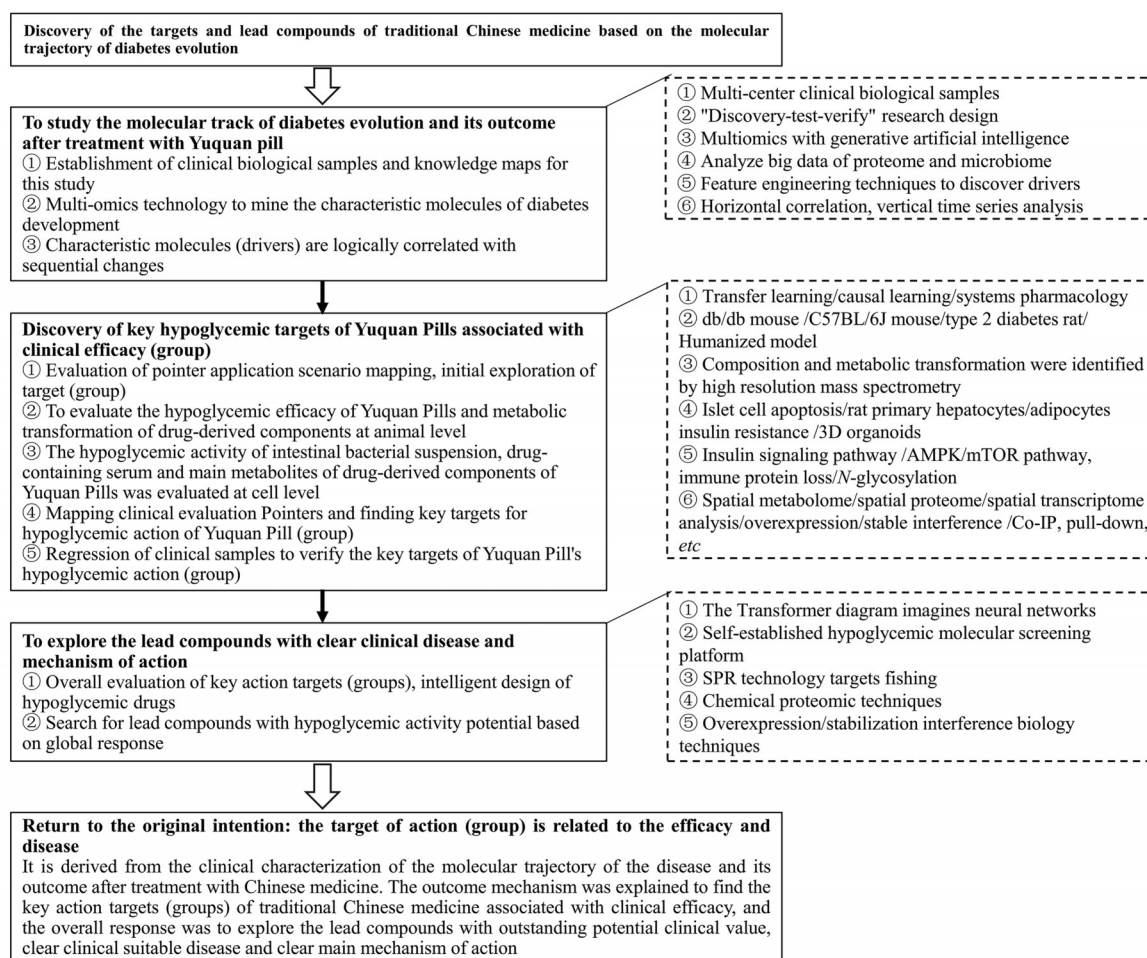 Discovery of the targets and lead compounds of traditional Chinese medicine based on the molecular
trajectory of diabetes evolution
To study the molecular track of diabetes evolution and its outcome
after treatment with Yuquan pill
① Establishment of clinical biological samples and knowledge maps for
this study
② Multi-omics technology to mine the characteristic molecules of diabetes
development
③ Characteristic molecules (drivers) are logically correlated with
sequential changes
① Multi-center clinical biological samples
② "Discovery-test-verify" research design
③ Multiomics with generative artificial intelligence
④ Analyze big data of proteome and microbiome
⑤ Feature engineering techniques to discover drivers
⑥ Horizontal correlation, vertical time series analysis
Discovery of key hypoglycemic targets of Yuquan Pills associated with
clinical efficacy (group)
① Evaluation of pointer application scenario mapping, initial exploration of
target (group)
② To evaluate the hypoglycemic efficacy of Yuquan Pills and metabolic
transformation of drug-derived components at animal level
③ The hypoglycemic activity of intestinal bacterial suspension, drug-
containing serum and main metabolites of drug-derived components of
Yuquan Pills was evaluated at cell level
④ Mapping clinical evaluation Pointers and finding key targets for
hypoglycemic action of Yuquan Pill (group)
⑤ Regression of clinical samples to verify the key targets of Yuquan Pill's
hypoglycemic action (group)
① Transfer learning/causal learning/systems pharmacology
② db/db mouse /C57BL/6J mouse/type 2 diabetes rat/
Humanized model
③ Composition and metabolic transformation were identified
by high resolution mass spectrometry
④ Islet cell apoptosis/rat primary hepatocytes/adipocytes
insulin resistance /3D organoids
⑤ Insulin signaling pathway /AMPK/mTOR pathway,
immune protein loss/N-glycosylation
⑥ Spatial metabolome/spatial proteome/spatial transcriptome
analysis/overexpression/stable interference /Co-IP, pull-down,
etc
To explore the lead compounds with clear clinical disease and
mechanism of action
① Overall evaluation of key action targets (groups), intelligent design of
hypoglycemic drugs
② Search for lead compounds with hypoglycemic activity potential based
on global response
① The Transformer diagram imagines neural networks
② Self-established hypoglycemic molecular screening
platform
③ SPR technology targets fishing
④ Chemical proteomic techniques
⑤ Overexpression/stabilization interference biology
techniques
Return to the original intention: the target of action (group) is related to the efficacy and
disease
It is derived from the clinical characterization of the molecular trajectory of the disease and its
outcome after treatment with Chinese medicine. The outcome mechanism was explained to find the
key action targets (groups) of traditional Chinese medicine associated with clinical efficacy, and
the overall response was to explore the lead compounds with outstanding potential clinical value,
clear clinical suitable disease and clear main mechanism of action